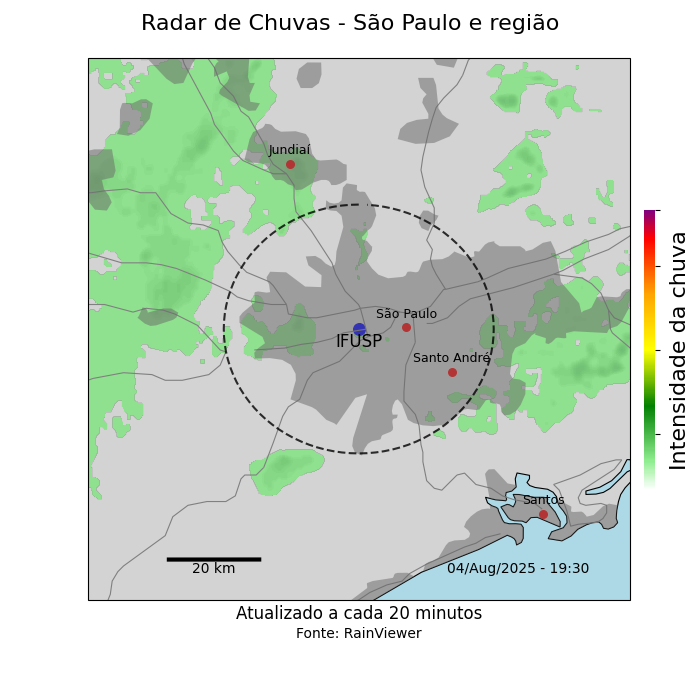 Radar de Chuvas - São Paulo e região
Jundiaí
São Paulo
IFUSP
Santo André
Intensidade da chuva
Santos
20 km
04/Aug/2025 - 19:30
Atualizado a cada 20 minutos
Fonte: RainViewer